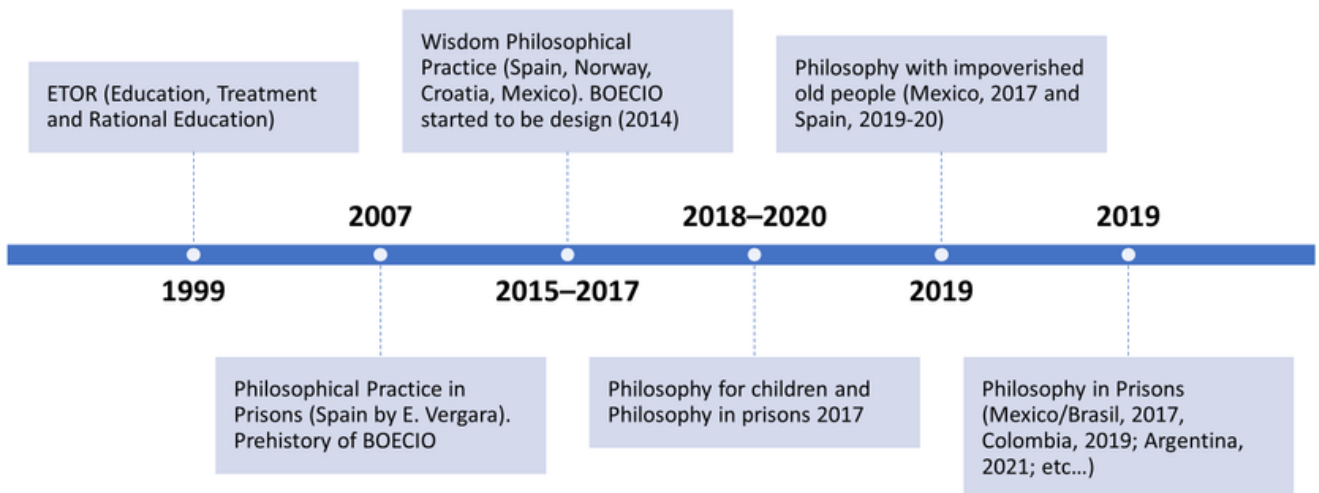 ETOR (Education, Treatment
and Rational Education)
Wisdom Philosophical
Practice (Spain, Norway,
Croatia, Mexico). BOECIO
started to be design (2014)
Philosophy with impoverished
old people (Mexico, 2017 and
Spain, 2019-20)
2007
2018–2020
2019
1999
2015–2017
2019
Philosophical Practice in
Prisons (Spain by E. Vergara).
Prehistory of BOECIO
Philosophy for children and
Philosophy in prisons 2017
Philosophy in Prisons
(Mexico/Brasil, 2017,
Colombia, 2019; Argentina,
2021; etc…)